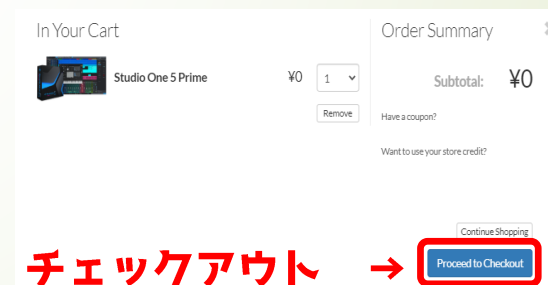 In Your Cart
Studio One 5 Prime
¥0
1
Remove
Order Summary
Subtotal: ¥0
Have a coupon?
Want to use your store credit?
Continue Shopping
チェックアウト → Proceed to Checkout